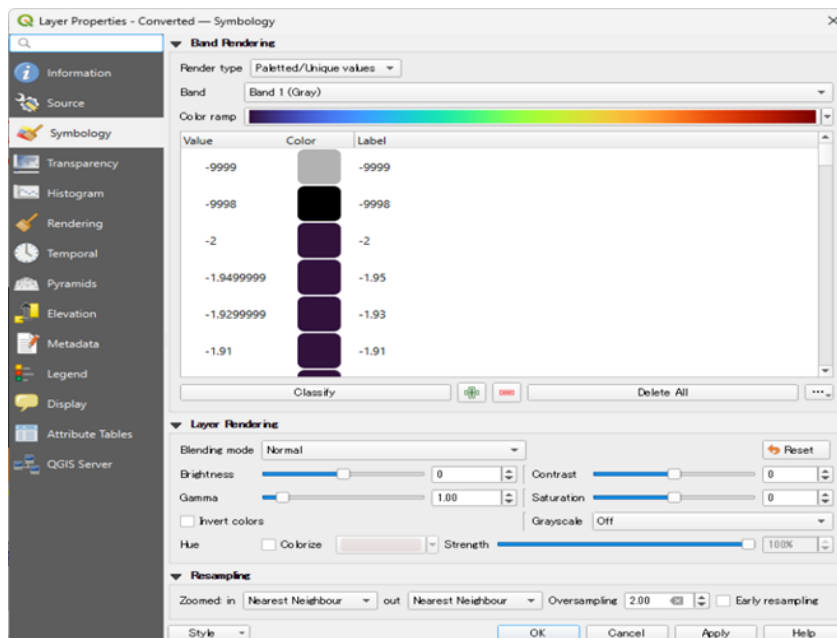 Layer Properties - Converted — Symbology
Information
Source
Symbology
Transparency
Histogram
Rendering
Temporal
Pyramids
Elevation
Metadata
Legend
Display
Attribute Tables
QGIS Server
Band Rendering
Render type Paletted/Unique values
Band Band 1 (Gray)
Color ramp
Value Color Label
-9999 -9999
-9998 -9998
-2 -2
-1.9499999 -1.95
-1.9299999 -1.93
-1.91 -1.91
Classify Delete All ...
Layer Rendering
Blending mode Normal Reset
Brightness 0 Contrast 0
Gamma 1.00 Saturation 0
Invert colors Grayscale Off
Hue Colorize Strength 100%
Resampling
Zoomed: in Nearest Neighbour out Nearest Neighbour Oversampling 2.00 Early resampling
Style OK Cancel Apply Help